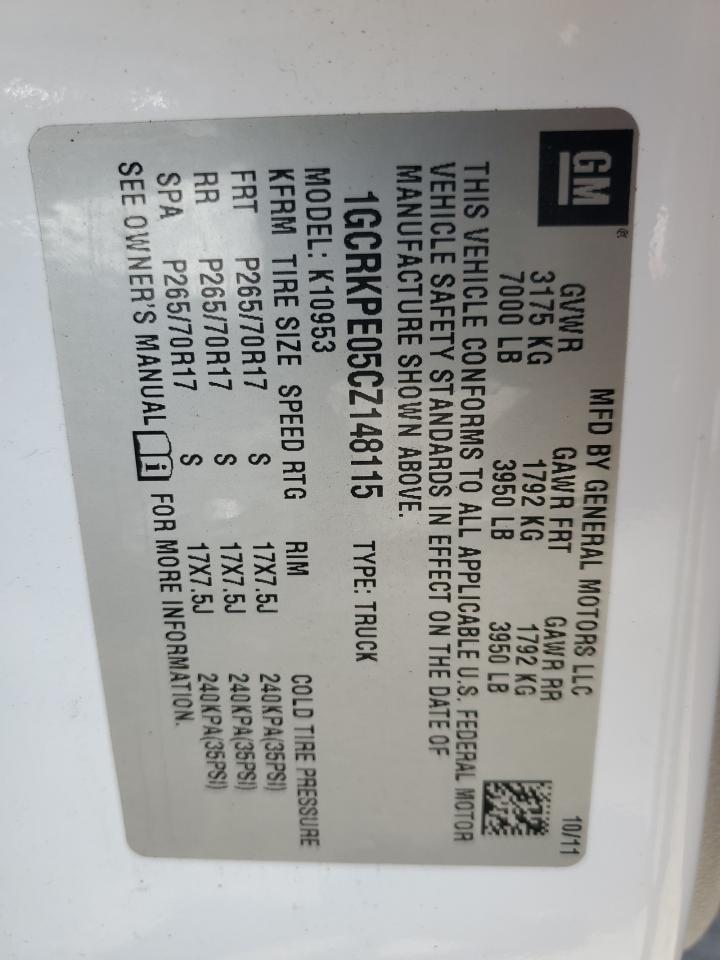 GM®
MFD BY GENERAL MOTORS LLC 10/11
GVWR GAWR FRT GAWR RR
3175 KG 1792 KG 1792 KG
7000 LB 3950 LB 3950 LB
THIS VEHICLE CONFORMS TO ALL APPLICABLE U.S. FEDERAL MOTOR
VEHICLE SAFETY STANDARDS IN EFFECT ON THE DATE OF
MANUFACTURE SHOWN ABOVE.
1GCRKPE05CZ148115 TYPE: TRUCK
MODEL: K10953
KFRM TIRE SIZE SPEED RTG RIM COLD TIRE PRESSURE
FRT P265/70R17 S 17X7.5J 240KPA(35PSI)
RR P265/70R17 S 17X7.5J 240KPA(35PSI)
SPA P265/70R17 S 17X7.5J 240KPA(35PSI)
SEE OWNER'S MANUAL i FOR MORE INFORMATION.